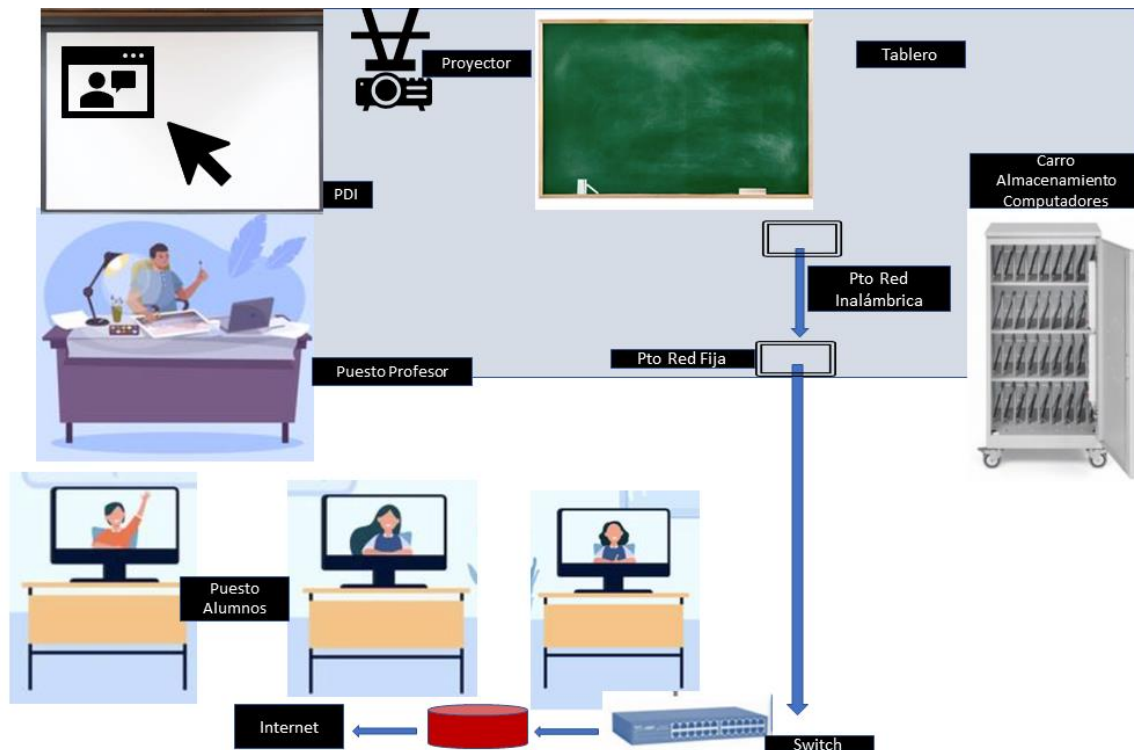 Proyector
Tablero
Carro
Almacenamiento
Computadores
PDI
Pto Red
Inalámbrica
Pto Red Fija
Puesto Profesor
Puesto
Alumnos
Internet
Switch